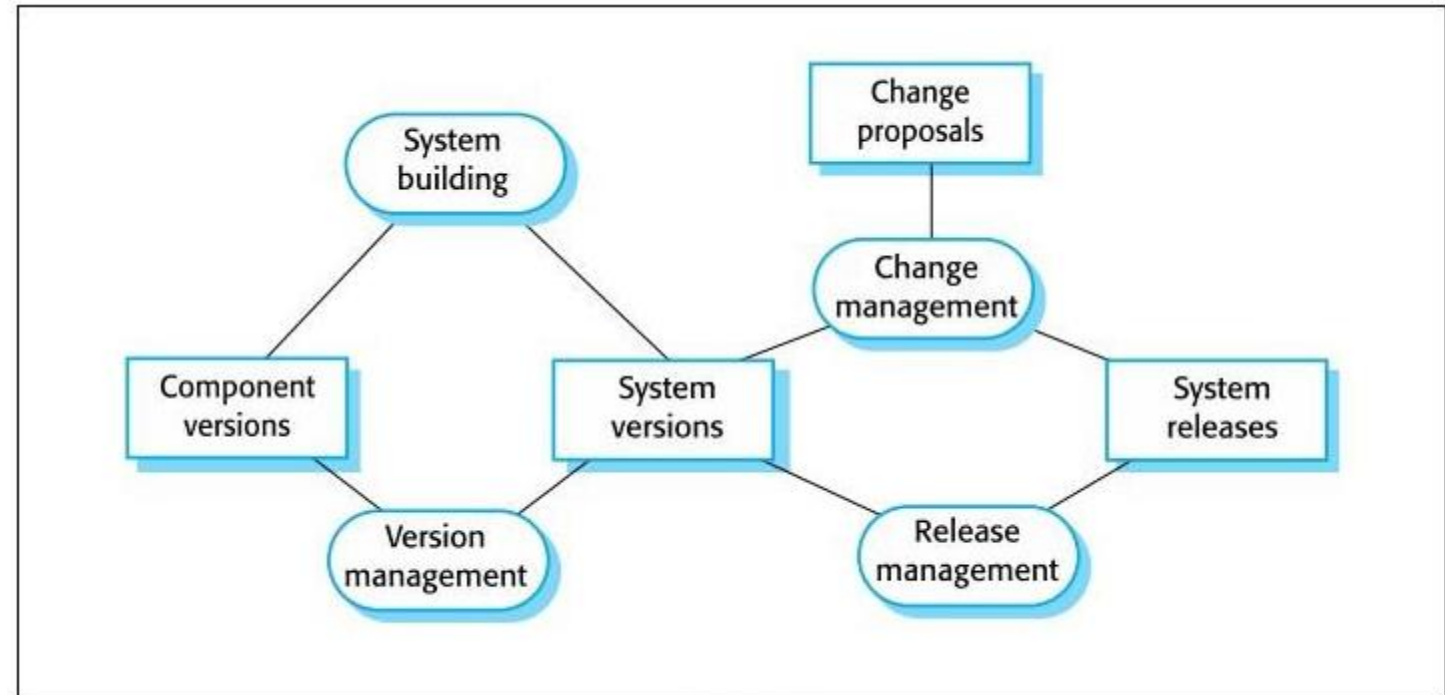 System
building
Change
proposals
Change
management
Component
versions
System
versions
System
releases
Version
management
Release
management